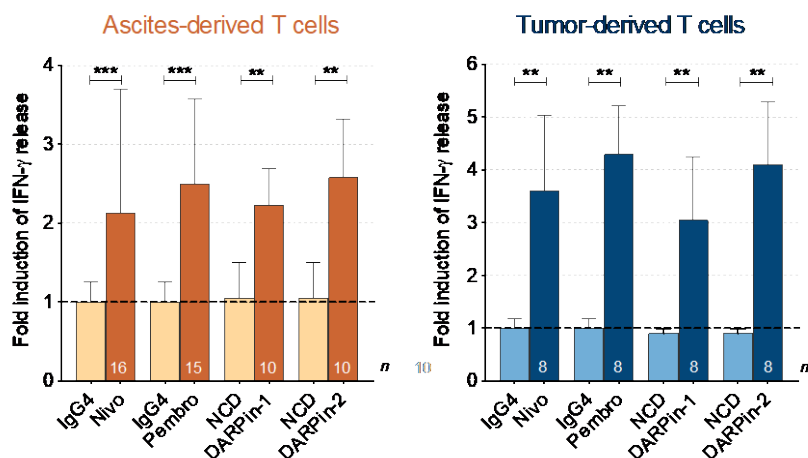 Ascites-derived T cells
Fold induction of IFN-γ release
4
3
2
1
0
*** *** ** **
16 15 10 10 n
IgG4 Nivo IgG4 Pembro NCD DARPin-1 NCD DARPin-2
Tumor-derived T cells
Fold induction of IFN-γ release
6
5
4
3
2
1
0
** ** ** **
8 8 8 8 n
IgG4 Nivo IgG4 Pembro NCD DARPin-1 NCD DARPin-2